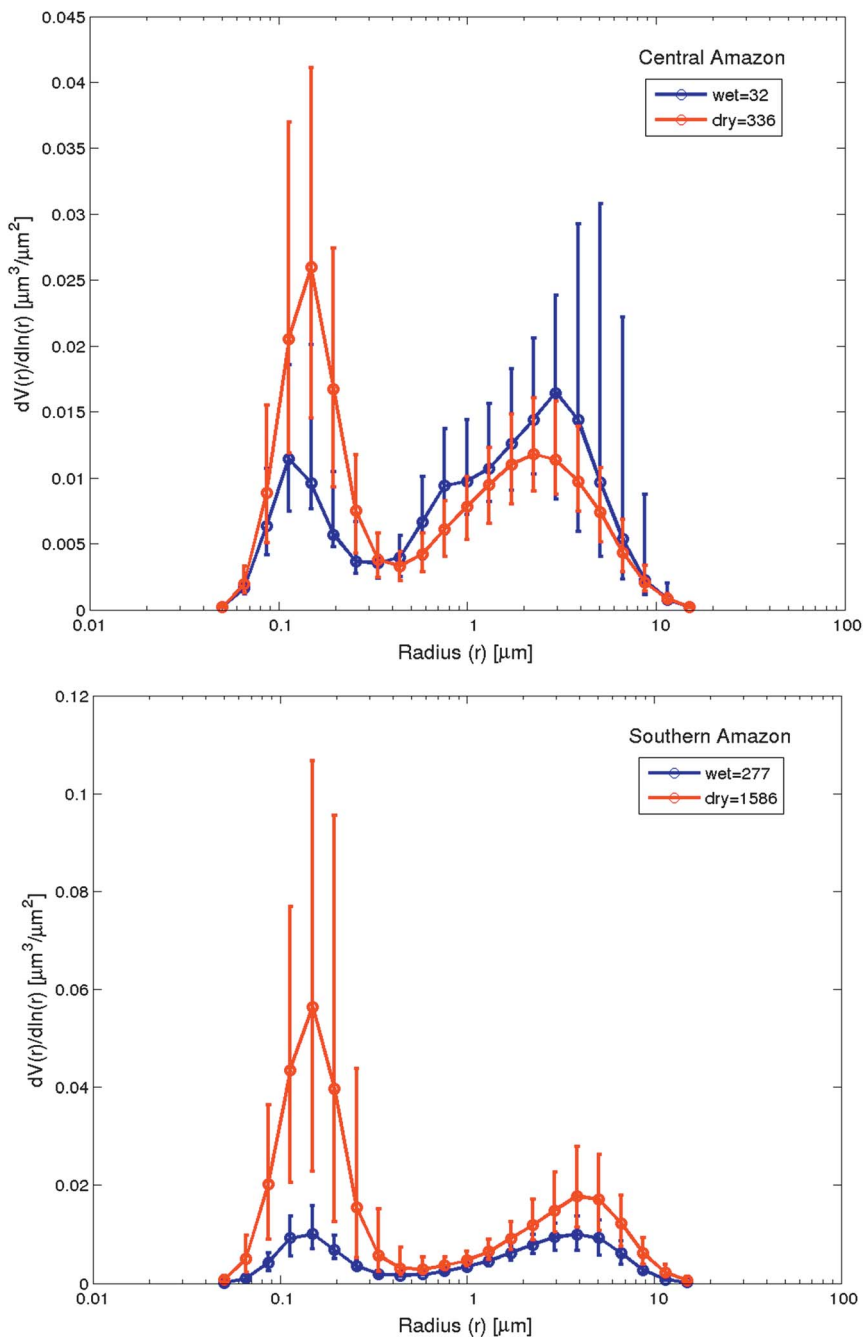 0.045
0.04
0.035
0.03
0.025
0.02
0.015
0.01
0.005
0
dV(r)/dln(r) [μm³/μm²]
Central Amazon
wet=32
dry=336
0.01
0.1
1
10
100
Radius (r) [μm]
0.12
0.1
0.08
0.06
0.04
0.02
0
dV(r)/dln(r) [μm³/μm²]
Southern Amazon
wet=277
dry=1586
0.01
0.1
1
10
100
Radius (r) [μm]